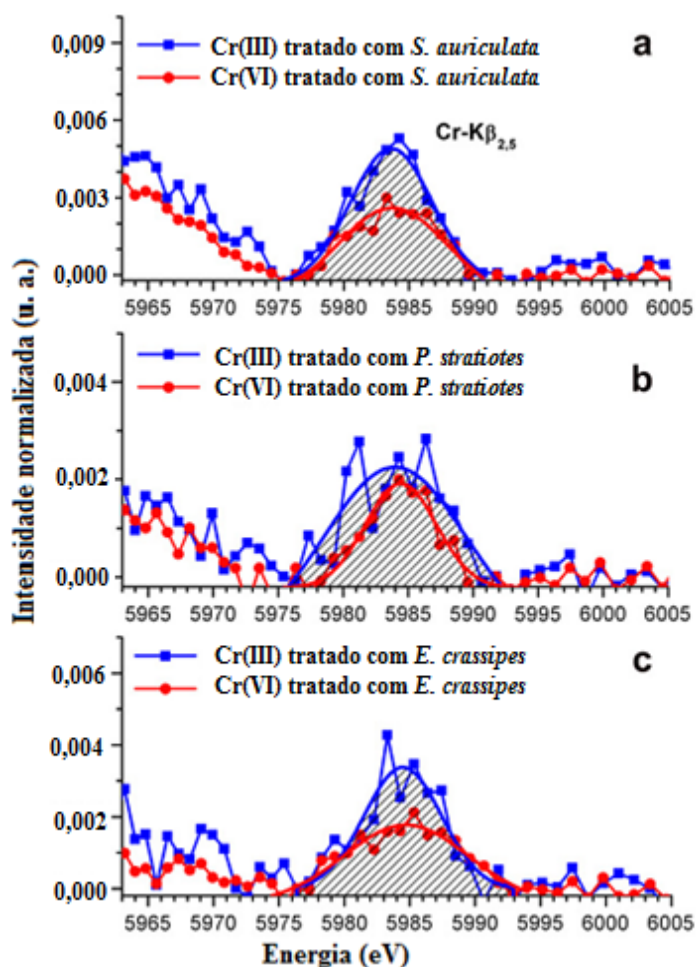 0,009
Cr(III) tratado com S. auriculata
a
Cr(VI) tratado com S. auriculata
0,006
Cr-Kβ2,5
0,003
0,000
5965 5970 5975 5980 5985 5990 5995 6000 6005
Intensidade normalizada (u. a.)
Cr(III) tratado com P. stratiotes
b
0,004
Cr(VI) tratado com P. stratiotes
0,002
0,000
5965 5970 5975 5980 5985 5990 5995 6000 6005
Cr(III) tratado com E. crassipes
c
0,006
Cr(VI) tratado com E. crassipes
0,004
0,002
0,000
5965 5970 5975 5980 5985 5990 5995 6000 6005
Energia (eV)